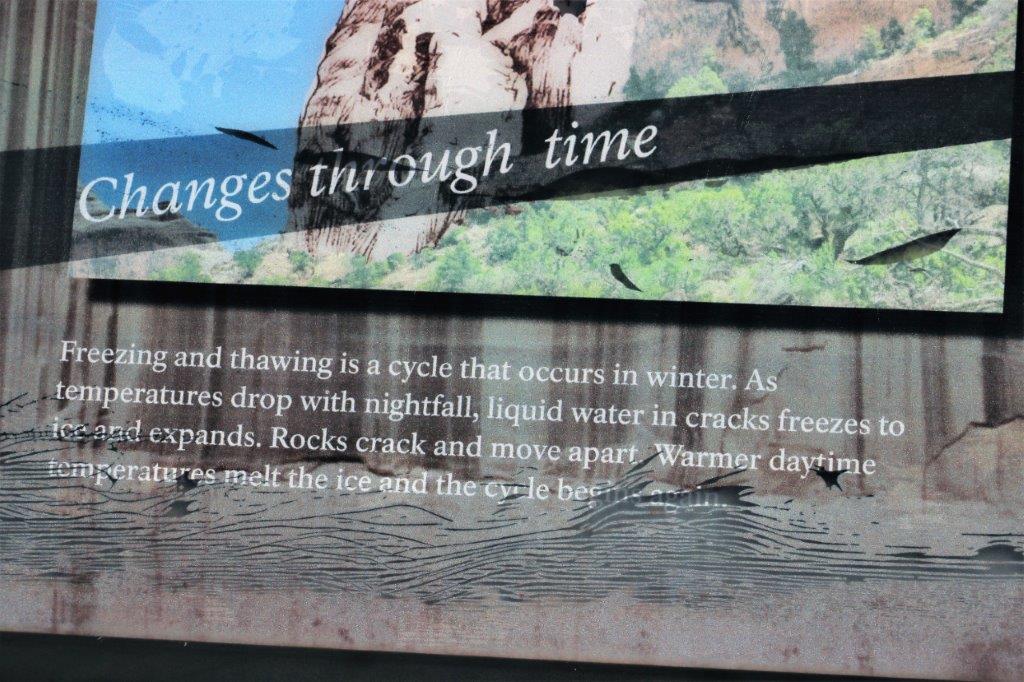 Changes through time
Freezing and thawing is a cycle that occurs in winter. As
temperatures drop with nightfall, liquid water in cracks freezes to
ice and expands. Rocks crack and move apart. Warmer daytime
temperatures melt the ice and the cycle begins again.